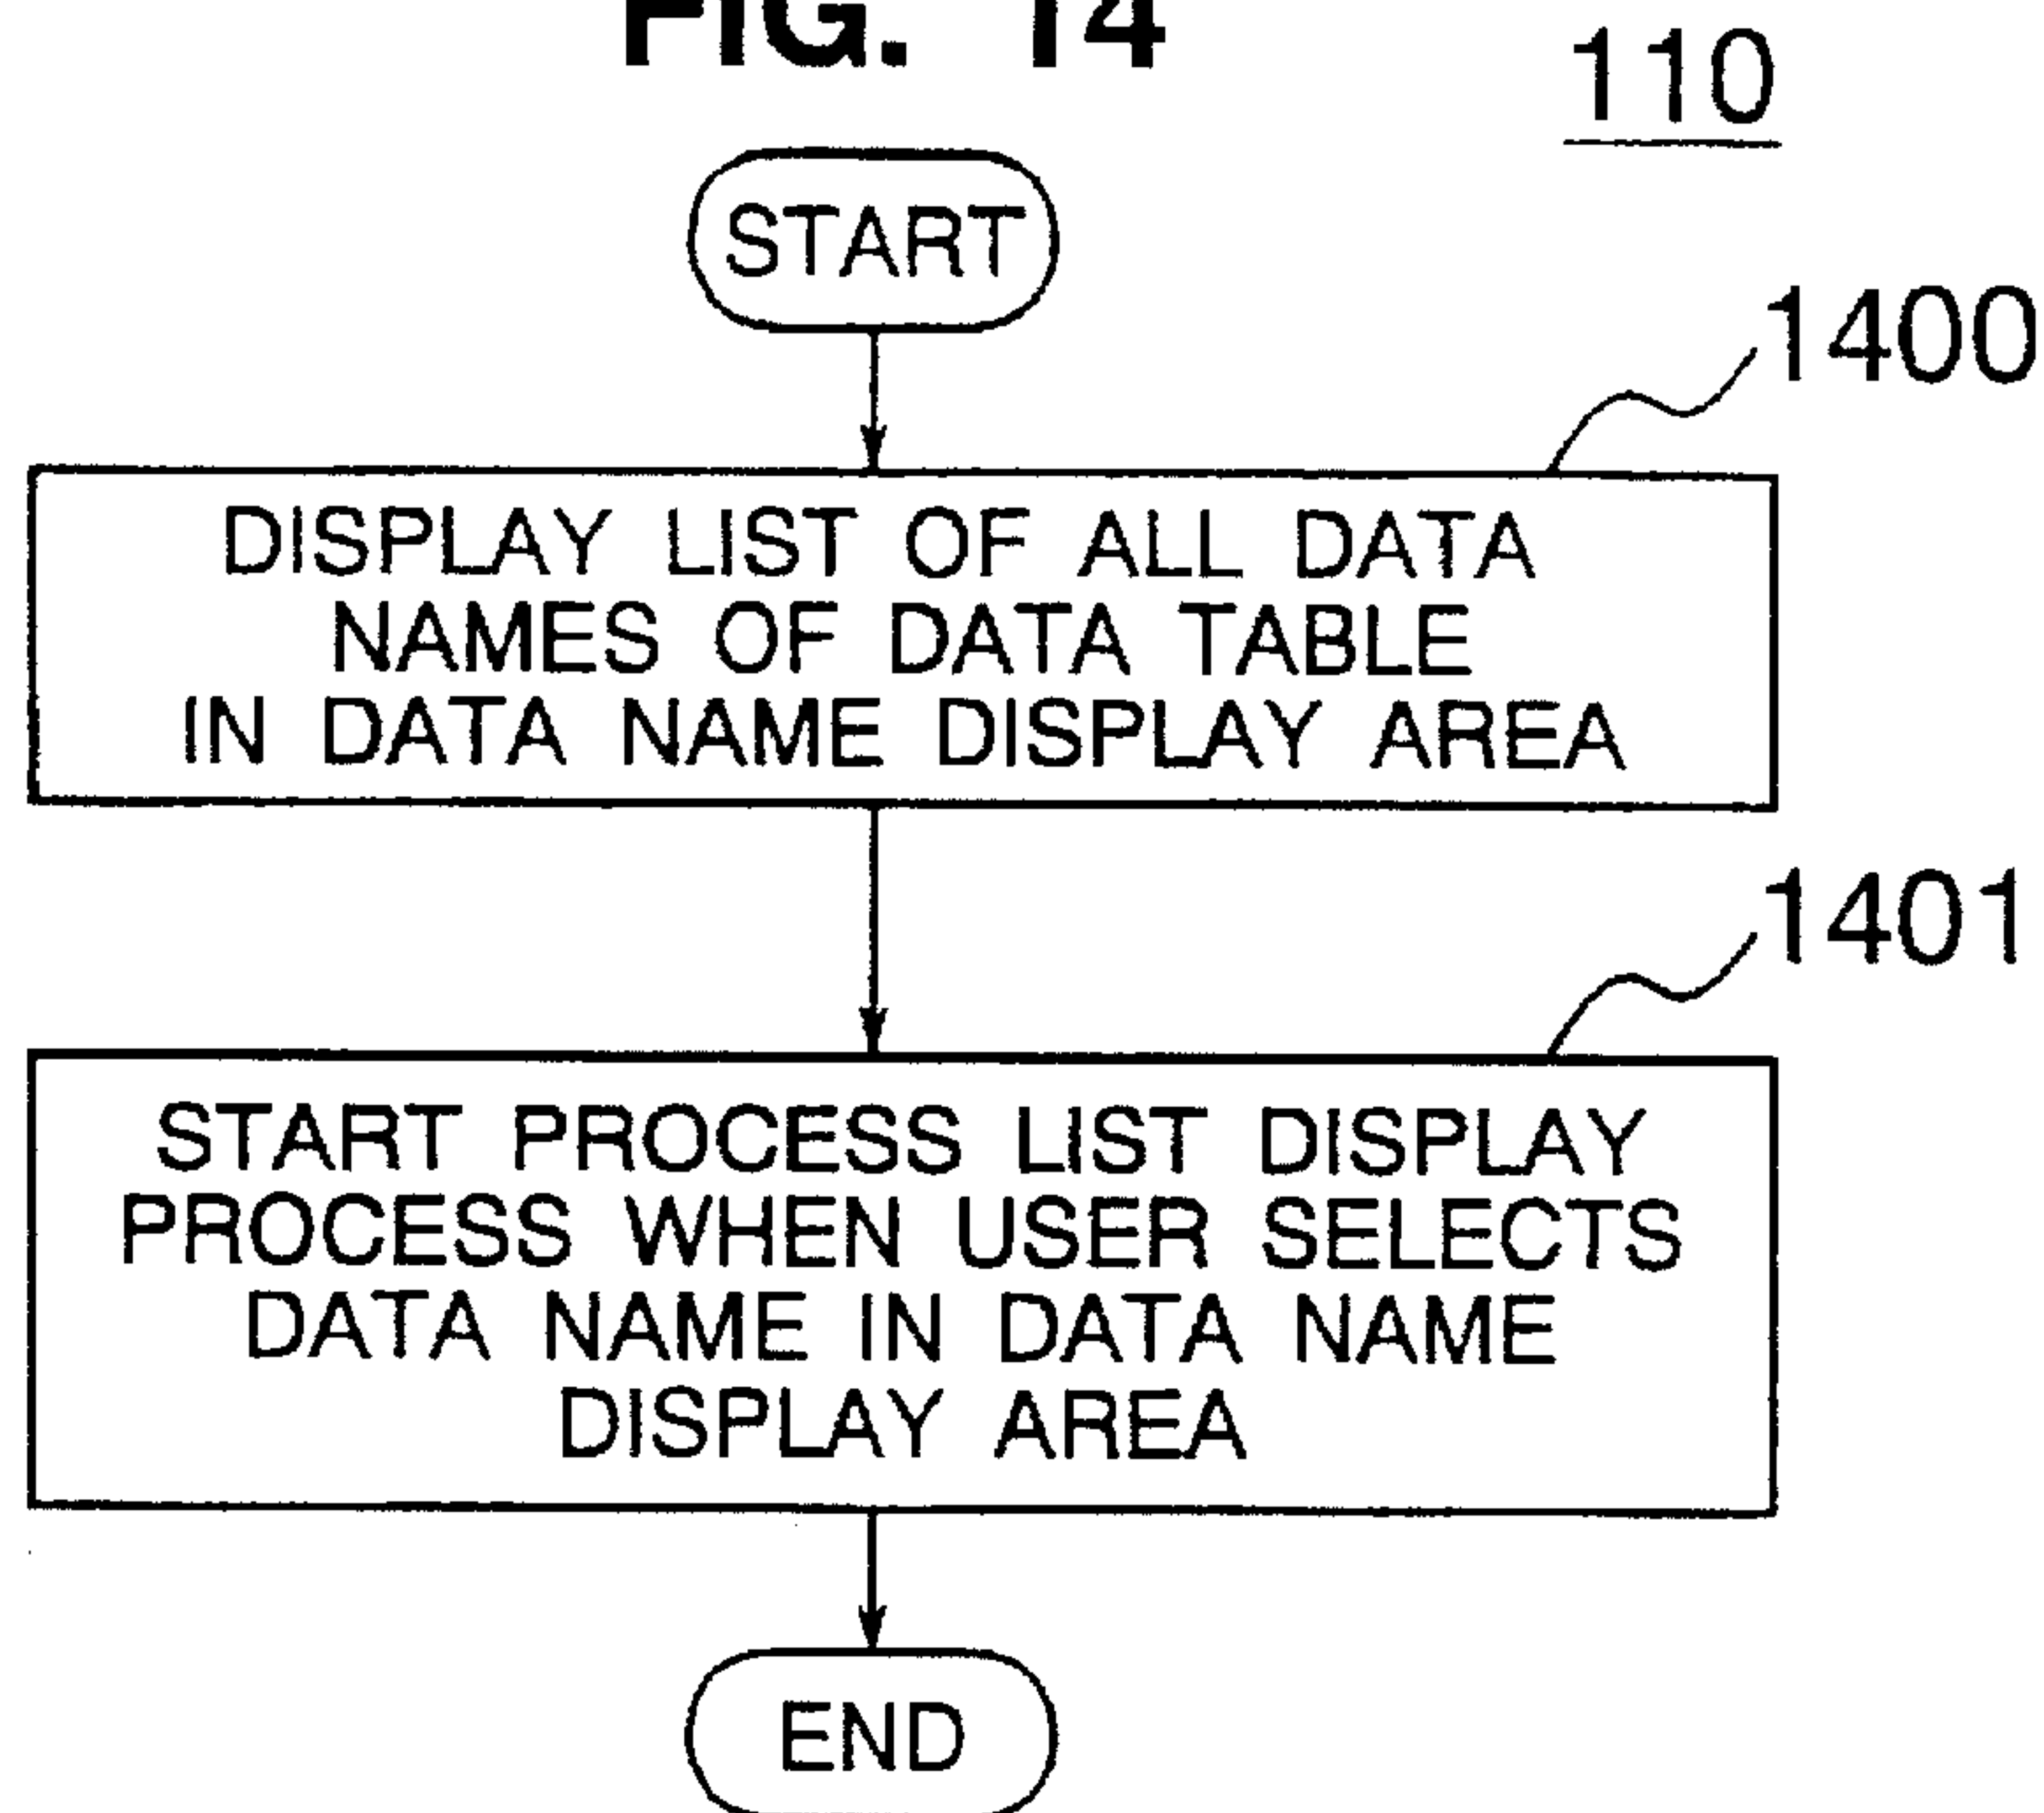 FIG. 14
110
START
1400
DISPLAY LIST OF ALL DATA
NAMES OF DATA TABLE
IN DATA NAME DISPLAY AREA
1401
START PROCESS LIST DISPLAY
PROCESS WHEN USER SELECTS
DATA NAME IN DATA NAME
DISPLAY AREA
END